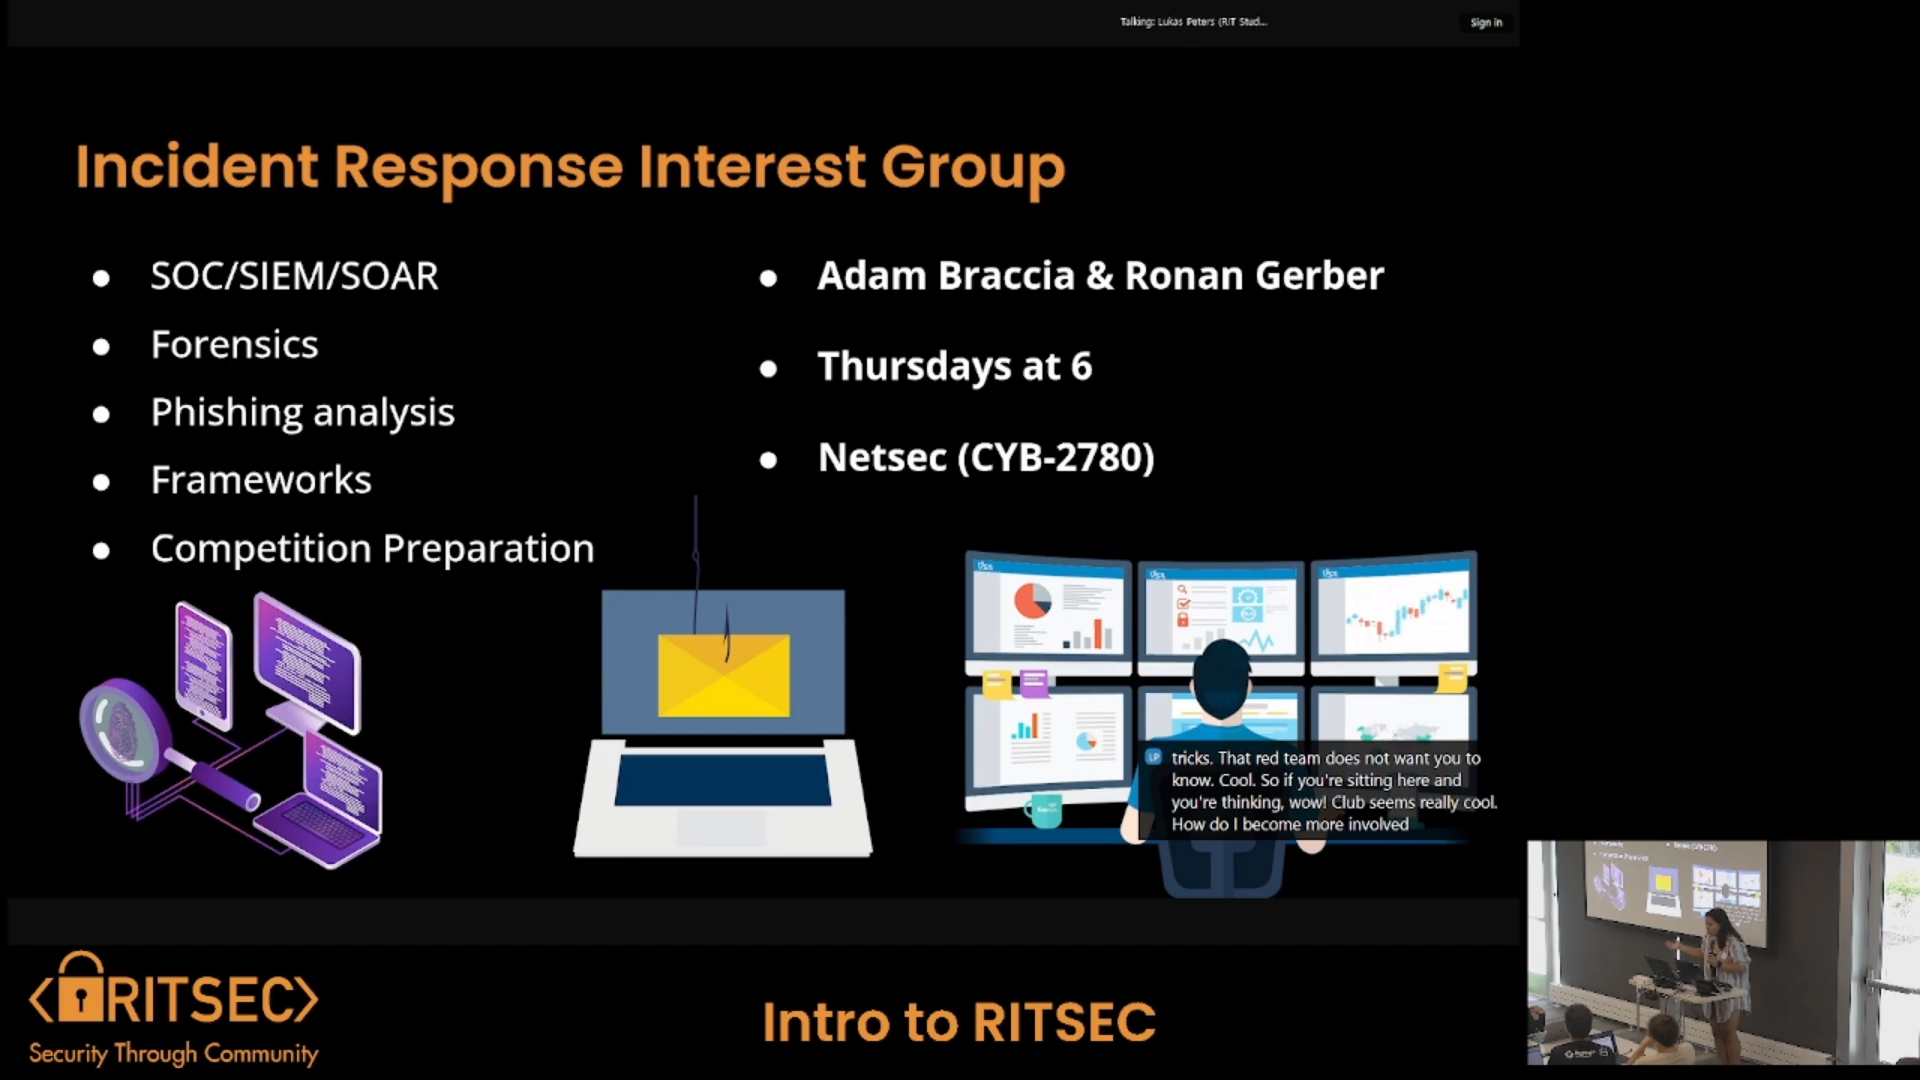 Talking: Lukas Peters (RIT Stud...
Sign in
Incident Response Interest Group
● SOC/SIEM/SOAR
● Forensics
● Phishing analysis
● Frameworks
● Competition Preparation
● Adam Braccia & Ronan Gerber
● Thursdays at 6
● Netsec (CYB-2780)
LP
tricks. That red team does not want you to
know. Cool. So if you're sitting here and
you're thinking, wow! Club seems really cool.
How do I become more involved
<RITSEC>
Security Through Community
Intro to RITSEC